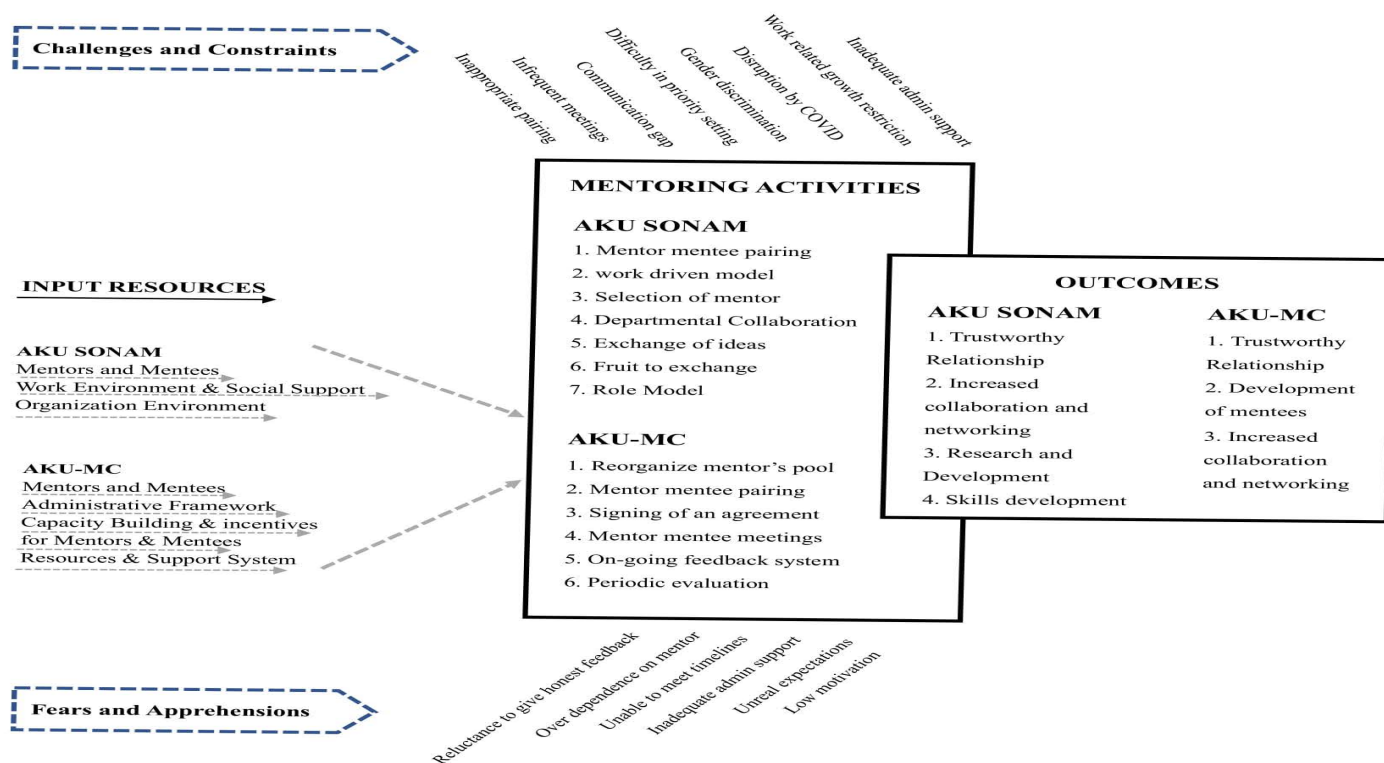 Challenges and Constraints
Inappropriate pairing
Infrequent meetings
Communication gap
Difficulty in priority setting
Gender discrimination
Disruption by COVID
Work related growth restriction
Inadequate admin support
INPUT RESOURCES
AKU SONAM
Mentors and Mentees
Work Environment & Social Support
Organization Environment
AKU-MC
Mentors and Mentees
Administrative Framework
Capacity Building & incentives
for Mentors & Mentees
Resources & Support System
MENTORING ACTIVITIES
AKU SONAM
1. Mentor mentee pairing
2. work driven model
3. Selection of mentor
4. Departmental Collaboration
5. Exchange of ideas
6. Fruit to exchange
7. Role Model
AKU-MC
1. Reorganize mentor's pool
2. Mentor mentee pairing
3. Signing of an agreement
4. Mentor mentee meetings
5. On-going feedback system
6. Periodic evaluation
OUTCOMES
AKU SONAM
1. Trustworthy
Relationship
2. Increased
collaboration and
networking
3. Research and
Development
4. Skills development
AKU-MC
1. Trustworthy
Relationship
2. Development
of mentees
3. Increased
collaboration
and networking
Fears and Apprehensions
Reluctance to give honest feedback
Over dependence on mentor
Unable to meet timelines
Inadequate admin support
Unreal expectations
Low motivation